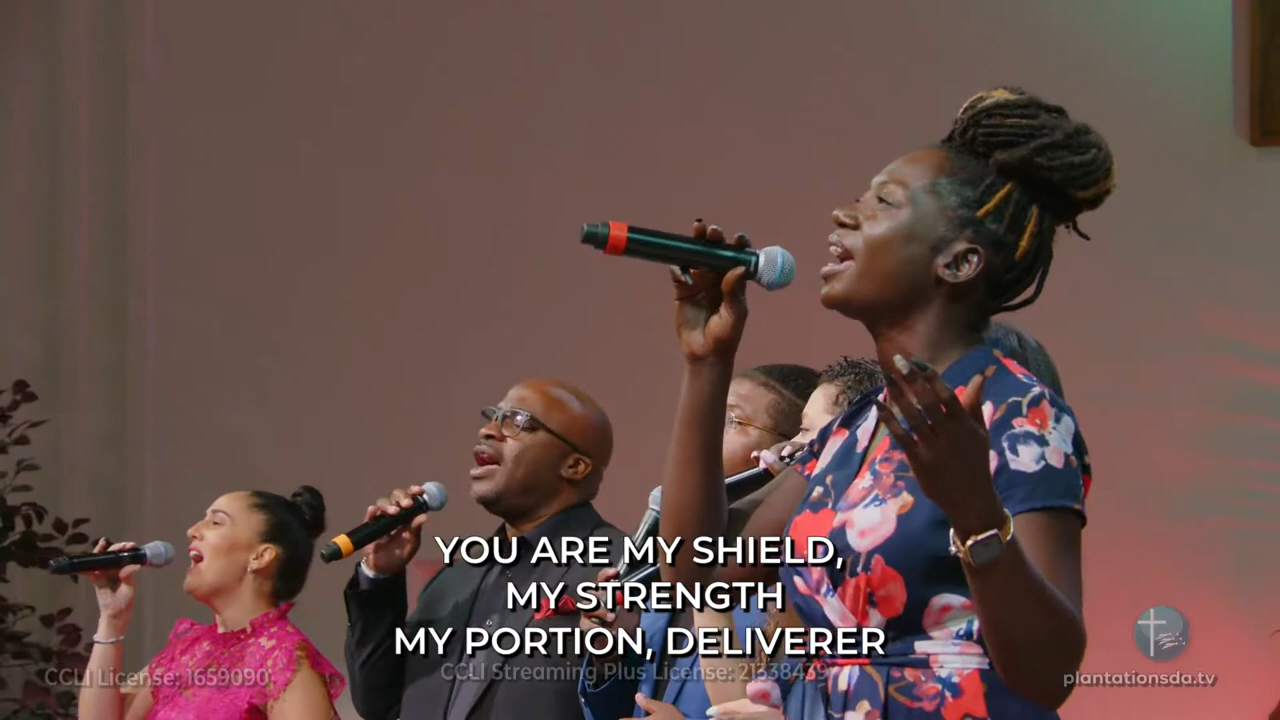 YOU ARE MY SHIELD,
MY STRENGTH
MY PORTION, DELIVERER
CCLI License: 1659090
CCLI Streaming Plus License: 21338439
plantationsda.tv